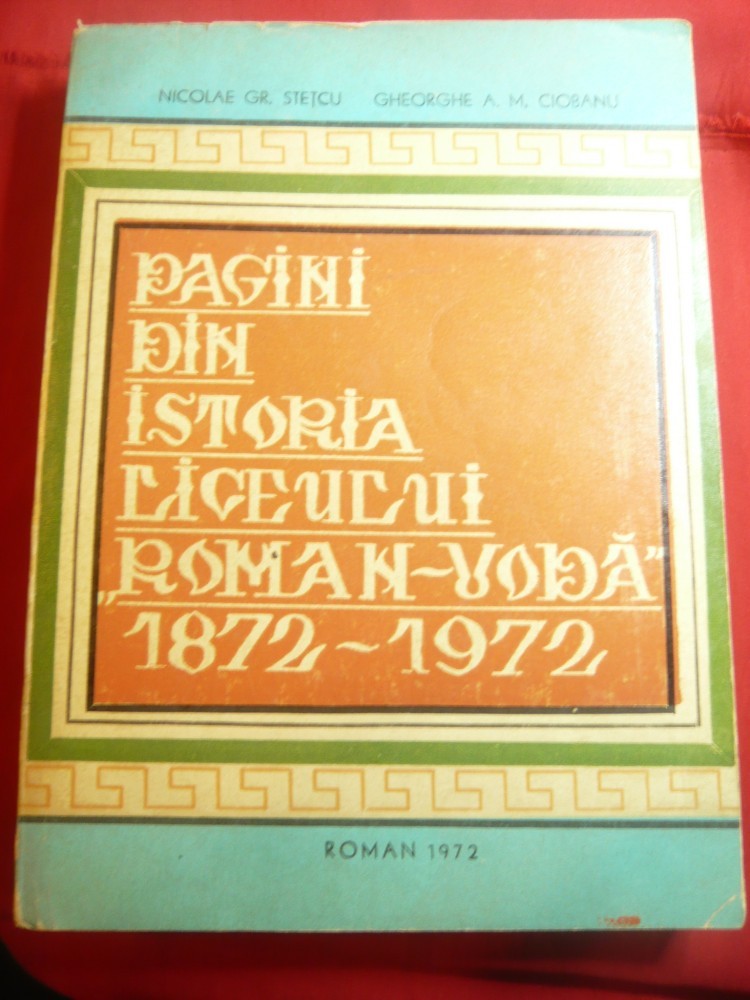 NICOLAE GR. STEȚCU GHEORGHE A. M. CIOBANU
PAGINI
DIN
ISTORIA
LICEULUI
„ROMAN-VODĂ”
1872-1972
ROMAN 1972